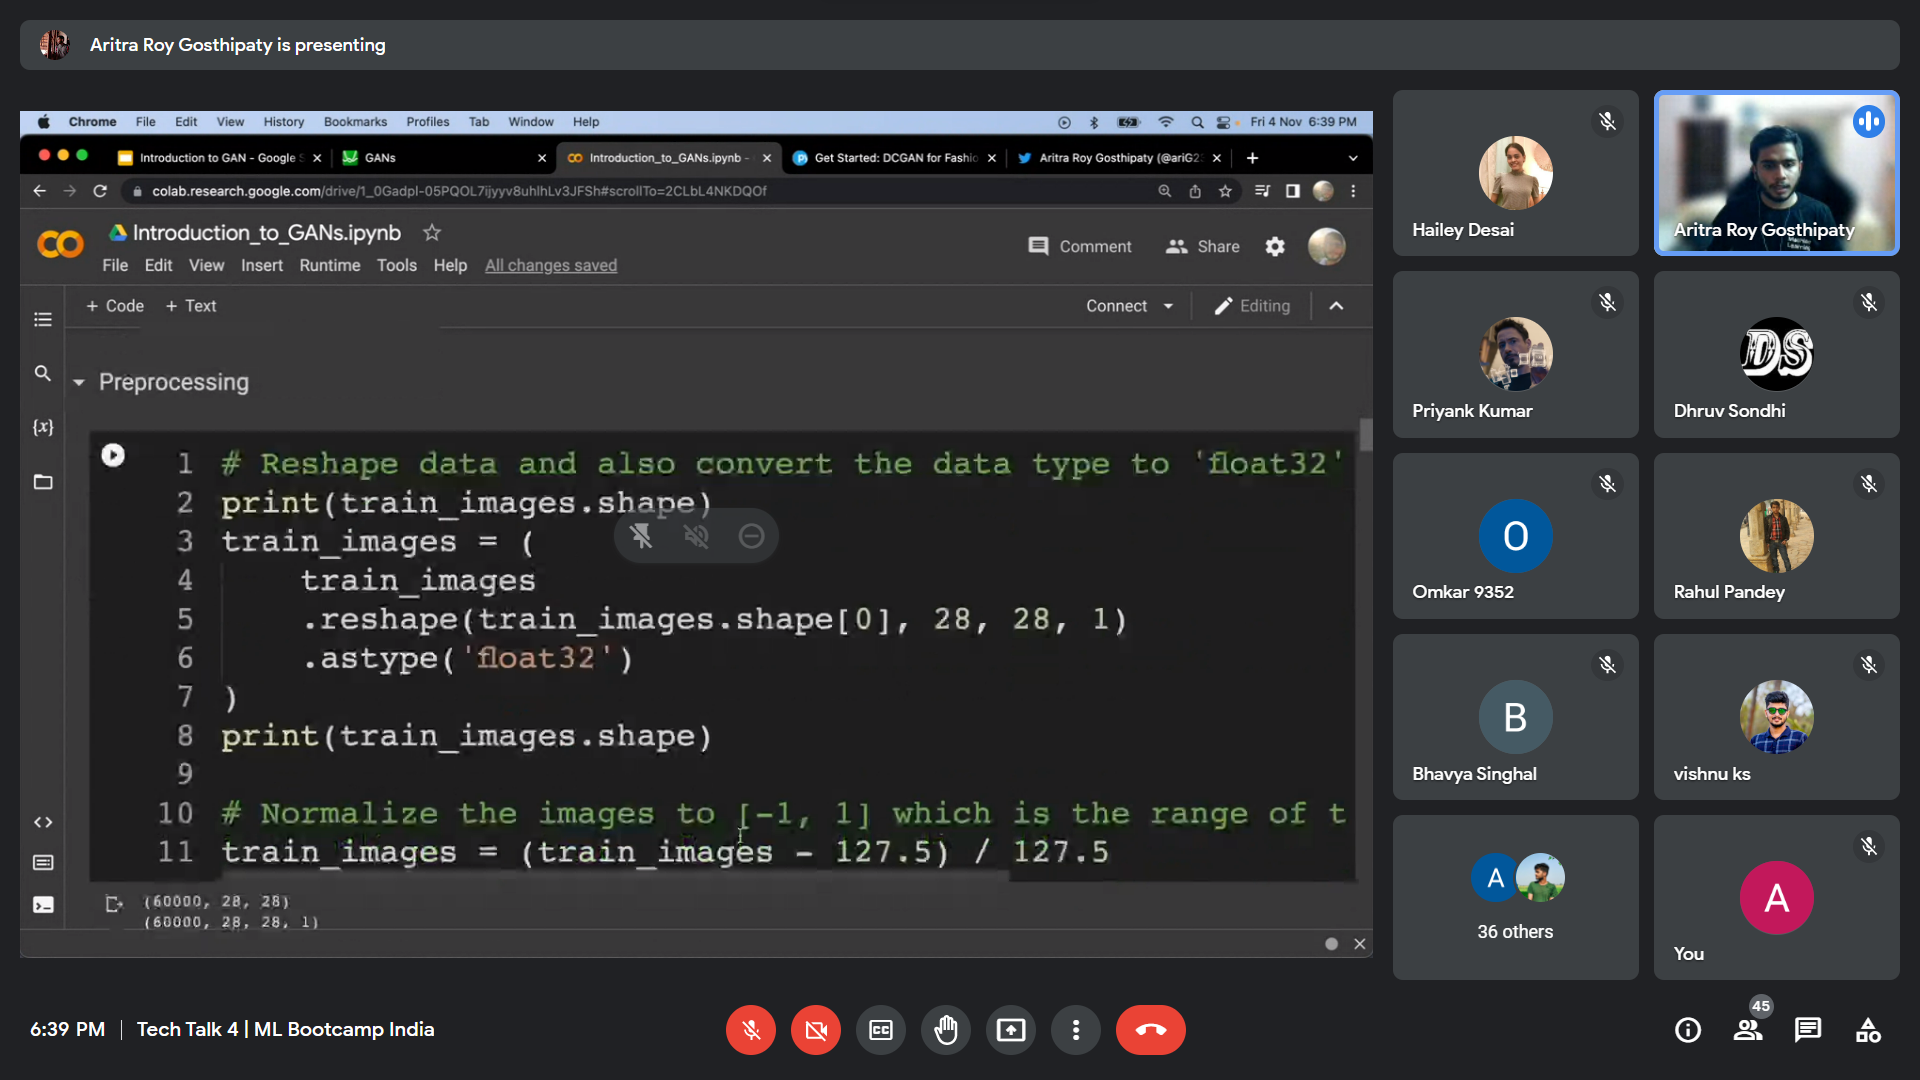 Aritra Roy Gosthipaty is presenting
Chrome File Edit View History Bookmarks Profiles Tab Window Help
Fri 4 Nov 6:39 PM
Introduction to GAN - Google S
GANs
Introduction_to_GANs.ipynb -
Get Started: DCGAN for Fashio
Aritra Roy Gosthipaty (@ariG2
colab.research.google.com/drive/1_0Gadpl-05PQOL7ijyyv8uhlhLv3JFSh#scrollTo=2CLbL4NKDQOf
CO
Introduction_to_GANs.ipynb
Comment
Share
File Edit View Insert Runtime Tools Help All changes saved
+ Code + Text
Connect
Editing
{x}
Preprocessing
1 # Reshape data and also convert the data type to 'float32'
2 print(train_images.shape)
3 train_images = (
4 train_images
5 .reshape(train_images.shape[0], 28, 28, 1)
6 .astype('float32')
7 )
8 print(train_images.shape)
9
10 # Normalize the images to [-1, 1] which is the range of t
11 train_images = (train_images - 127.5) / 127.5
(60000, 28, 28)
(60000, 28, 28, 1)
Hailey Desai
Aritra Roy Gosthipaty
Priyank Kumar
DS
Dhruv Sondhi
O
Omkar 9352
Rahul Pandey
B
Bhavya Singhal
vishnu ks
A
36 others
A
You
6:39 PM | Tech Talk 4 | ML Bootcamp India
CC
45